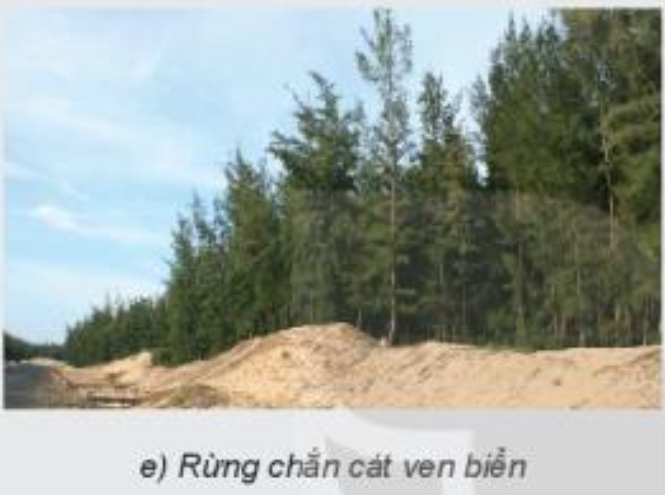 e) Rừng chắn cát ven biển